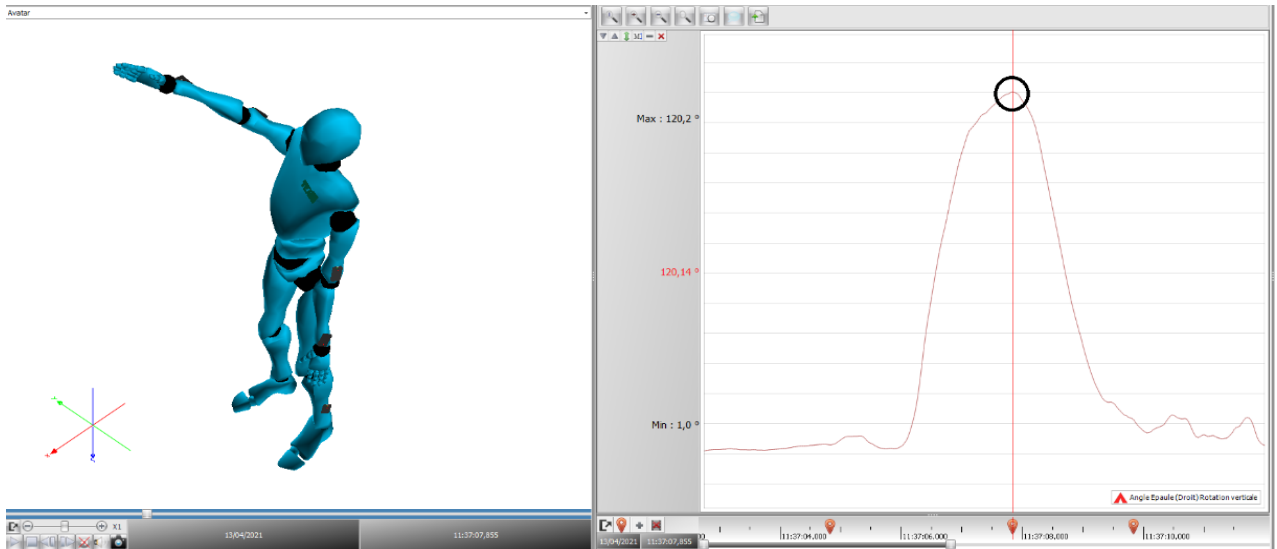 Avatar
X1
13/04/2021
11:37:07,855
Max : 120,2 °
120,14 °
Min : 1,0 °
Angle Epaule (Droit) Rotation verticale
13/04/2021
11:37:07,855
11:37:04,000
11:37:06,000
11:37:08,000
11:37:10,000